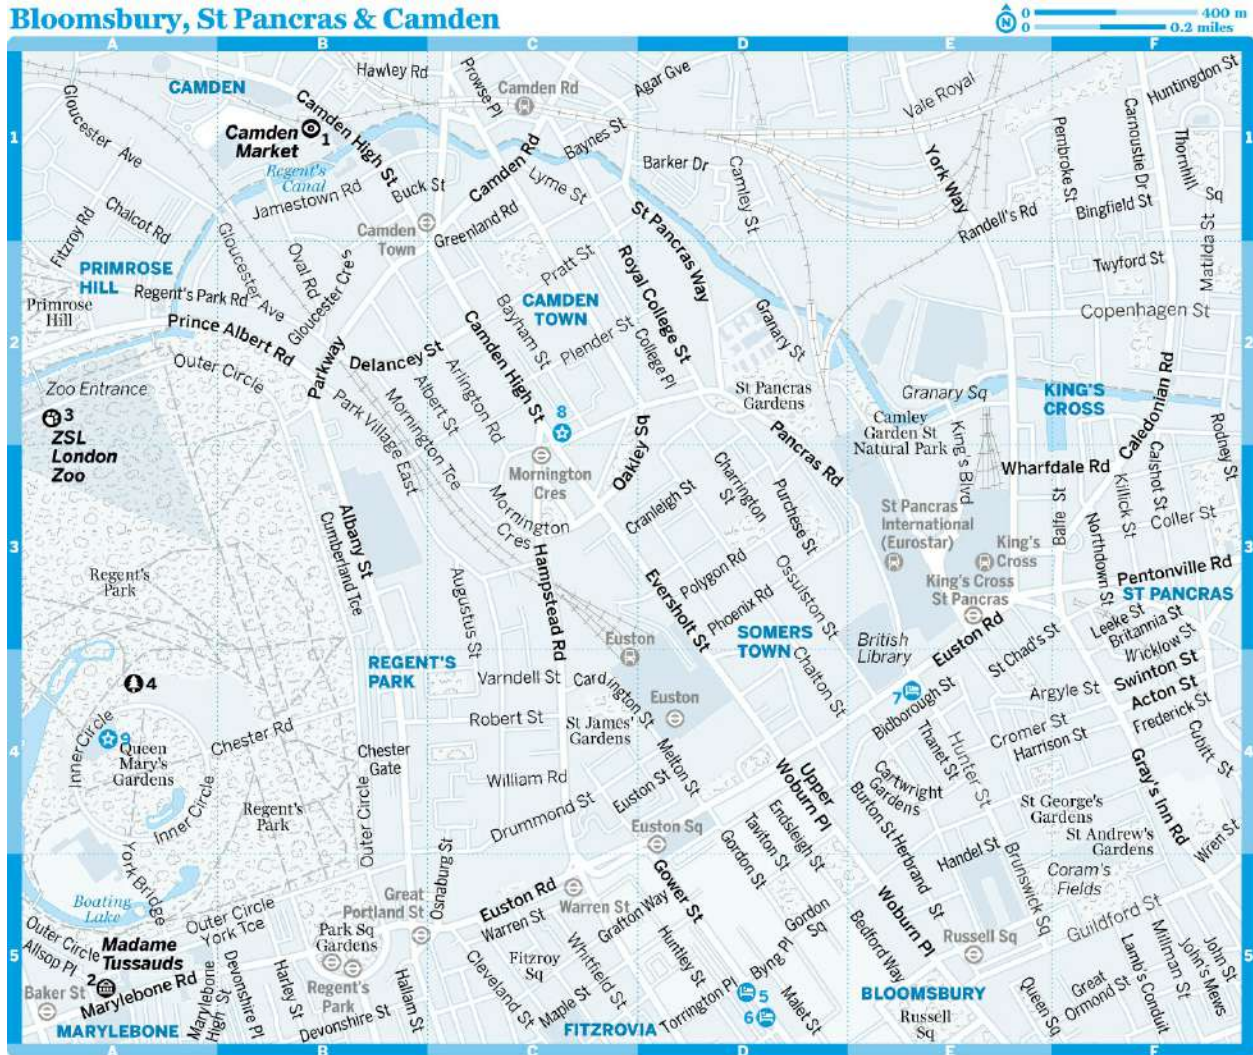 Bloomsbury, St Pancras & Camden
N
0 400 m
0 0.2 miles
A B C D E F
1
CAMDEN
Hawley Rd
Prowse Pl
Camden Rd
Agar Gve
Vale Royal
Huntingdon St
Gloucester Ave
Camden Market
1
Camden High St
Regent's Canal
Jamestown Rd
Buck St
Camden Rd
Baynes St
Lyme St
Barker Dr
Camley St
York Way
Pembroke St
Carnoustie Dr
Thornhill Sq
Bingfield St
Randell's Rd
Chalcot Rd
Fitzroy Rd
Camden Town
Greenland Rd
St Pancras Way
1
2
PRIMROSE HILL
Primrose Hill
Regent's Park Rd
Gloucester Ave
Oval Rd
Gloucester Cres
Pratt St
CAMDEN TOWN
Royal College St
Twyford St
Matilda St
Copenhagen St
Prince Albert Rd
Outer Circle
Parkway
Delancey St
Camden High St
Bayham St
Plender St
College Pl
Granary St
St Pancras Gardens
Zoo Entrance
3
ZSL London Zoo
Park Village East
Mornington Tce
Albert St
Arlington Rd
8
Granary Sq
KING'S CROSS
Caledonian Rd
Camley Garden St Natural Park
King's Blvd
Rodney St
2
3
Mornington Cres
Oakley Sq
Pancras Rd
Wharfdale Rd
Calshot St
Killick St
Coller St
Albany St
Cumberland Tce
Mornington Cres
Cranleigh St
Charrington St
Purchese St
St Pancras International (Eurostar)
King's Cross
King's Cross St Pancras
Balfe St
Northdown St
Pentonville Rd
ST PANCRAS
Regent's Park
Augustus St
Hampstead Rd
Eversholt St
Polygon Rd
Phoenix Rd
Ossulston St
Leeke St
Britannia St
Wicklow St
Euston
SOMERS TOWN
British Library
Euston Rd
St Chad's St
3
4
4
REGENT'S PARK
Varndell St
Cardington St
Euston
Chalton St
7
Bidborough St
Argyle St
Swinton St
Acton St
Frederick St
Inner Circle
9
Queen Mary's Gardens
Chester Rd
Chester Gate
Robert St
St James' Gardens
Melton St
Thanet St
Hunter St
Cromer St
Harrison St
Cubitt St
William Rd
Euston St
Upper Woburn Pl
Cartwright Gardens
Burton St
Gray's Inn Rd
Inner Circle
Regent's Park
Outer Circle
Drummond St
Euston Sq
Endsleigh St
Taviton St
Gordon St
St George's Gardens
St Andrew's Gardens
Wren St
Herbrand St
Handel St
4
5
York Bridge
Boating Lake
Outer Circle
York Tce
Outer Circle
Allsop Pl
Great Portland St
Osnaburg St
Park Sq Gardens
Euston Rd
Warren St
Warren St
Gower St
Grafton Way
Gordon Sq
Woburn Pl
Brunswick Sq
Coram's Fields
Guildford St
Russell Sq
Madame Tussauds
2
Baker St
Marylebone Rd
MARYLEBONE
Marylebone High St
Devonshire Pl
Harley St
Regent's Park
Devonshire St
Hallam St
Cleveland St
Fitzroy Sq
Whitfield St
Maple St
FITZROVIA
Huntley St
Torrington Pl
Byng Pl
5
6
Malet St
Bedford Way
BLOOMSBURY
Russell Sq
Queen Sq
Great Ormond St
Lamb's Conduit
Millman St
John's Mews
John St
5
A B C D E F